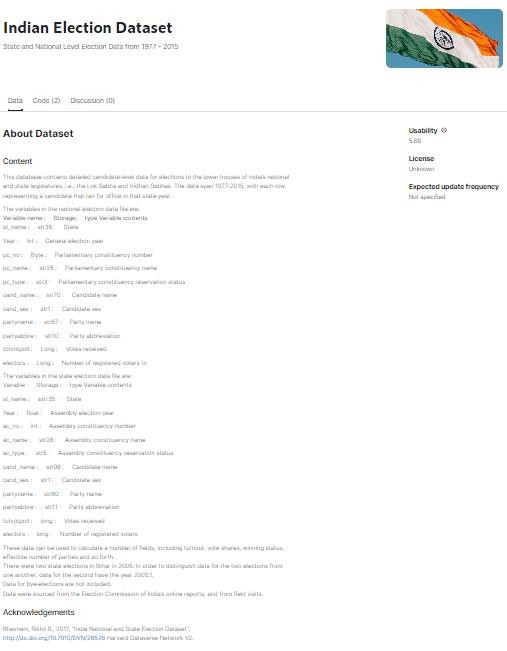 Indian Election Dataset
State and National Level Election Data from 1977 - 2015
Data Code (2) Discussion (0)
About Dataset
Content
This database contains detailed candidate-level data for elections to the lower houses of India's national
and state legislatures, i.e., the Lok Sabha and Vidhan Sabhas. The data span 1977-2015, with each row
representing a candidate that ran for office in that state-year.
The variables in the national election data file are:
Variable name : Storage: Type Variable contents
st_name : str35 State
Year : Int : General election year
pc_no : Byte : Parliamentary constituency number
pc_name : str25 : Parliamentary constituency name
pc_type : str3 : Parliamentary constituency reservation status
cand_name : str70 : Candidate name
cand_sex : str1 : Candidate sex
partyname : str57 : Party name
partyabbre : str10 : Party abbreviation
totvotpoll : Long : Votes received
electors : Long : Number of registered voters \n
The variables in the state election data file are:
Variable : Storage : Type Variable contents
st_name : sstr35 : State
Year : float : Assembly election year
ac_no : int : Assembly constituency number
ac_name : str28 : Assembly constituency name
ac_type : str5 : Assembly constituency reservation status
cand_name : str98 : Candidate name
cand_sex : str1 : Candidate sex
partyname : str60 : Party name
partyabbre : str11 : Party abbreviation
totvotpoll : long : Votes received
electors : long : Number of registered voters
These data can be used to calculate a number of fields, including turnout, vote shares, winning status,
effective number of parties and so forth.
There were two state elections in Bihar in 2005. In order to distinguish data for the two elections from
one another, data for the second have the year 2005.1.
Data for bye-elections are not included.
Data were sourced from the Election Commission of India's online reports, and from field visits.
Acknowledgements
Bhavnani, Rikhil R., 2017, "India National and State Election Dataset",
http://dx.doi.org/10.7910/DVN/26526 Harvard Dataverse Network V2.
Usability
5.88
License
Unknown
Expected update frequency
Not specified